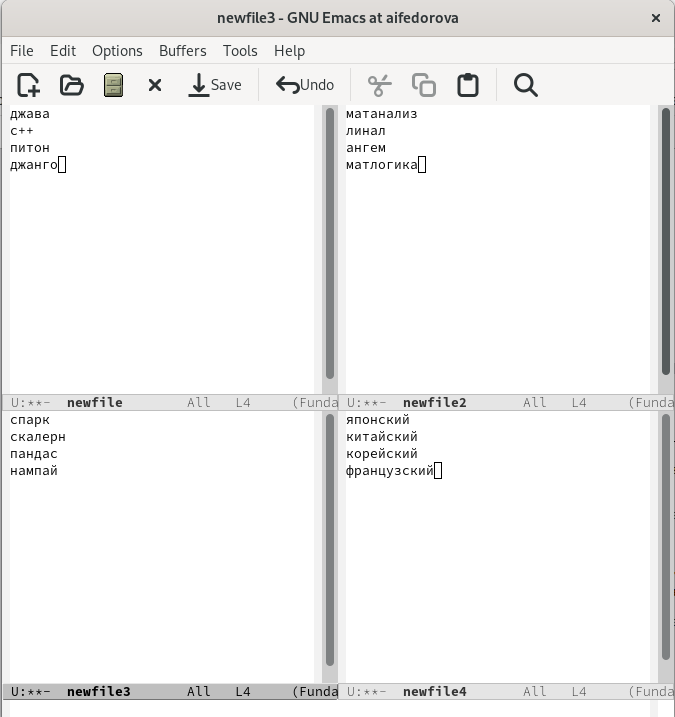 newfile3 - GNU Emacs at aifedorova
File Edit Options Buffers Tools Help
Save Undo
джава
с++
питон
джанго
U:**- newfile All L4 (Funda
матанализ
линал
ангем
матлогика
U:**- newfile2 All L4 (Funda
спарк
скалерн
пандас
нампай
U:**- newfile3 All L4 (Funda
японский
китайский
корейский
французский
U:**- newfile4 All L4 (Funda